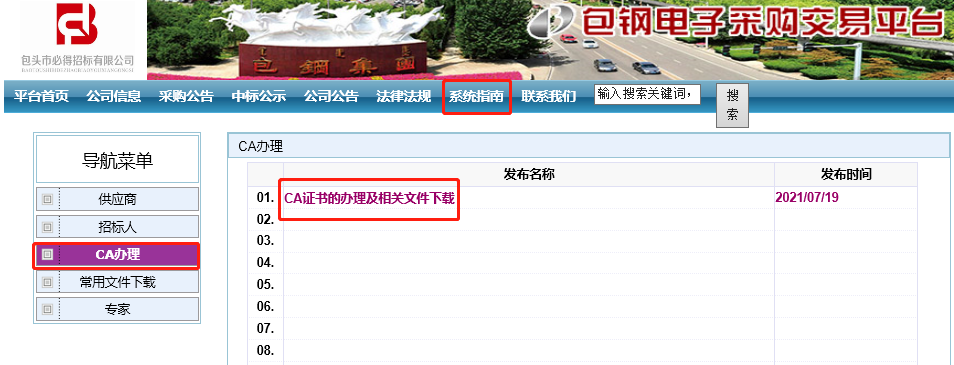 包钢电子采购交易平台
包头市必得招标有限公司
包钢集团
平台首页 公司信息 采购公告 中标公示 公司公告 法律法规 系统指南 联系我们 输入搜索关键词, 搜索
导航菜单
供应商
招标人
CA办理
常用文件下载
专家
CA办理
发布名称 发布时间
01. CA证书的办理及相关文件下载 2021/07/19
02.
03.
04.
05.
06.
07.
08.